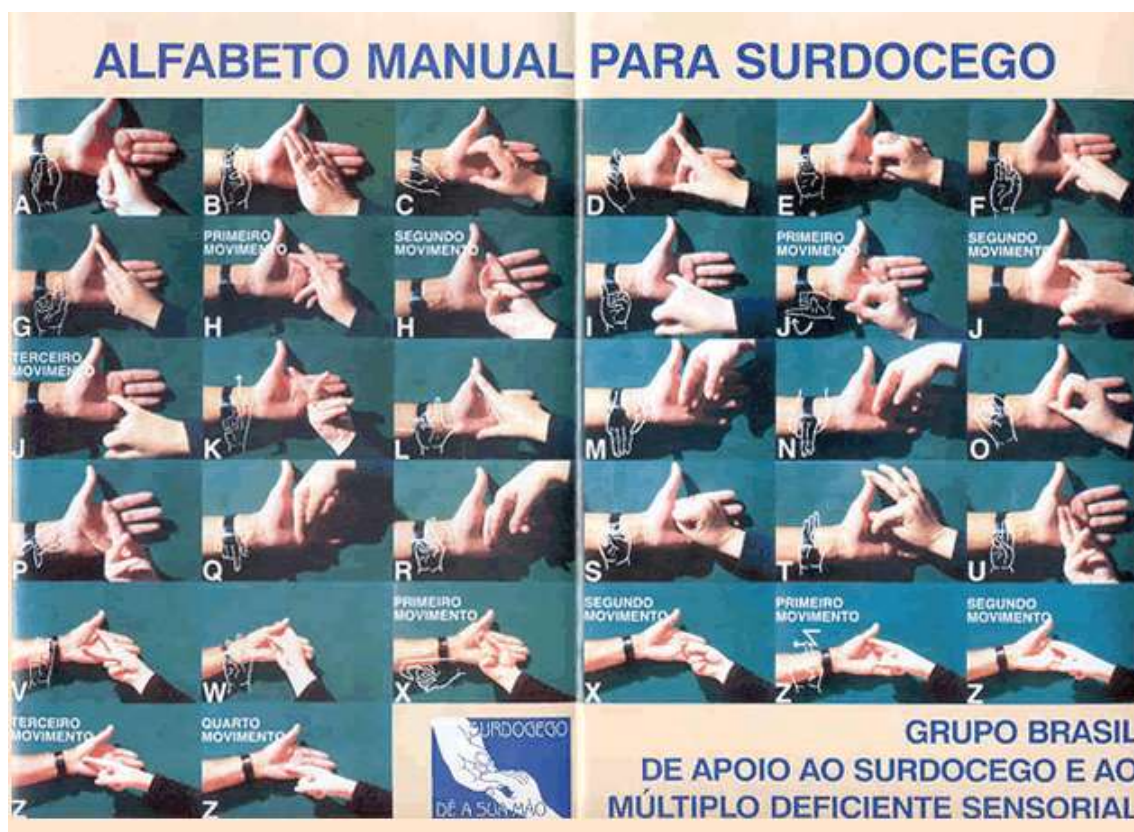 ALFABETO MANUAL PARA SURDOCEGO
A
B
C
D
E
F
G
PRIMEIRO
MOVIMENTO
H
SEGUNDO
MOVIMENTO
H
I
PRIMEIRO
MOVIMENTO
J
SEGUNDO
MOVIMENTO
J
TERCEIRO
MOVIMENTO
J
K
L
M
N
O
P
Q
R
S
T
U
V
W
PRIMEIRO
MOVIMENTO
X
SEGUNDO
MOVIMENTO
X
PRIMEIRO
MOVIMENTO
Z
SEGUNDO
MOVIMENTO
Z
TERCEIRO
MOVIMENTO
Z
QUARTO
MOVIMENTO
Z
SURDOCEGO
DÊ A SUA MÃO
GRUPO BRASIL
DE APOIO AO SURDOCEGO E AO
MÚLTIPLO DEFICIENTE SENSORIAL